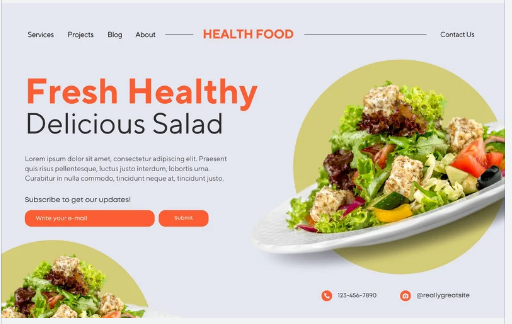 Services Projects Blog About HEALTH FOOD Contact Us
Fresh Healthy
Delicious Salad
Lorem ipsum dolor sit amet, consectetur adipiscing elit. Praesent
quis risus pellentesque, luctus justo interdum, lobortis urna.
Curabitur in nulla commodo, tincidunt neque at, tincidunt justo.
Subscribe to get our updates!
Write your e-mail Submit
123-456-7890 @reallygreatsite